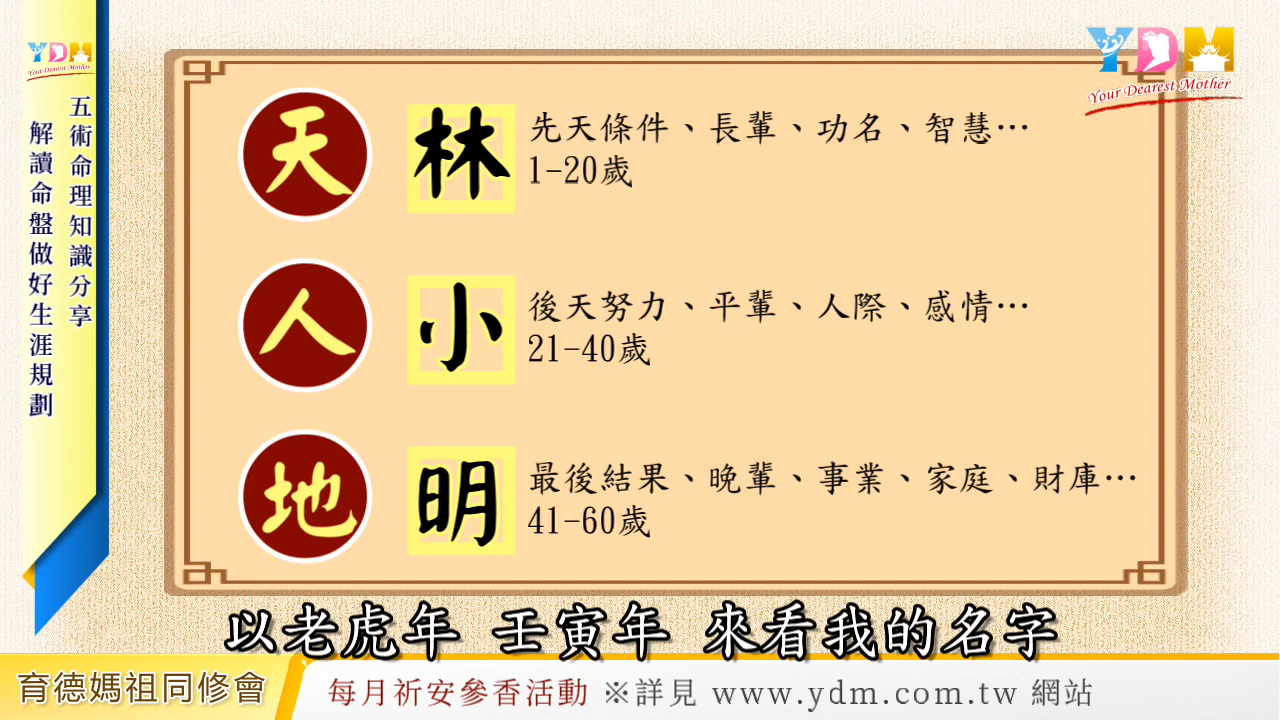 YDM
Your Dearest Mother
五術命理知識分享
解讀命盤做好生涯規劃
YDM
Your Dearest Mother
天 林 先天條件、長輩、功名、智慧…
1-20歲
人 小 後天努力、平輩、人際、感情…
21-40歲
地 明 最後結果、晚輩、事業、家庭、財庫…
41-60歲
以老虎年 壬寅年 來看我的名字
育德媽祖同修會
每月祈安參香活動 ※詳見 www.ydm.com.tw 網站